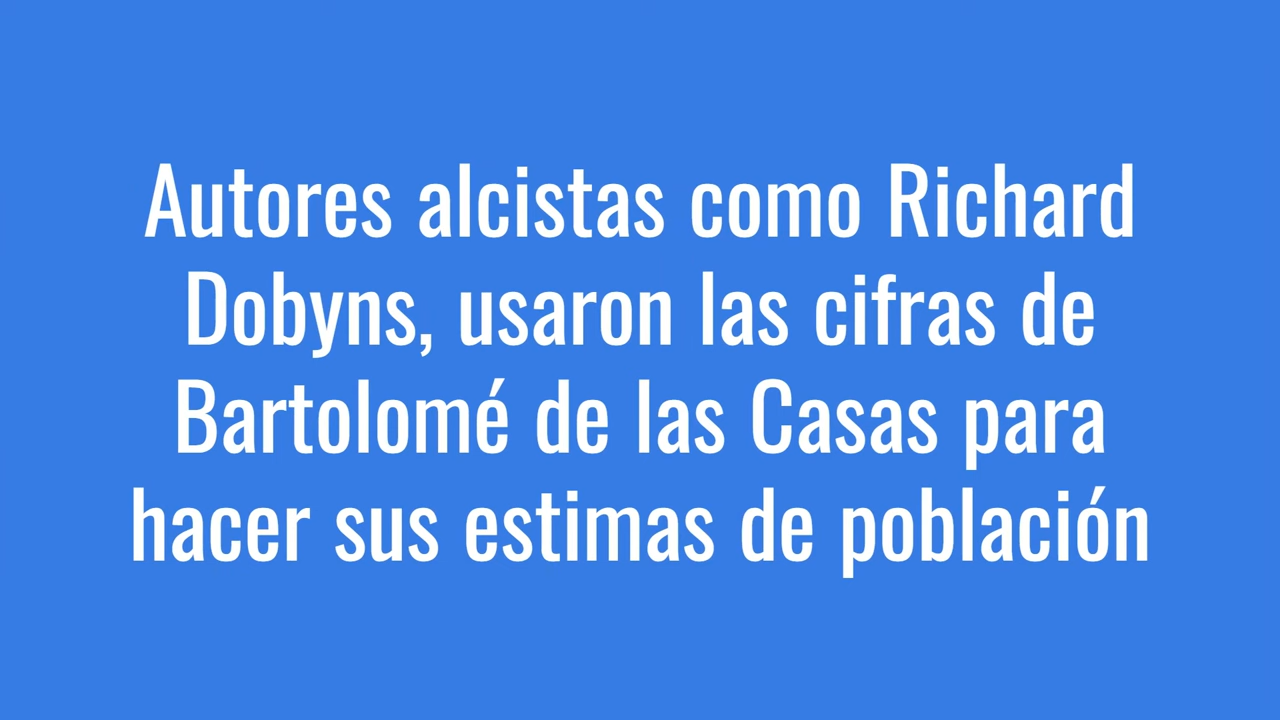 Autores alcistas como Richard
Dobyns, usaron las cifras de
Bartolomé de las Casas para
hacer sus estimas de población